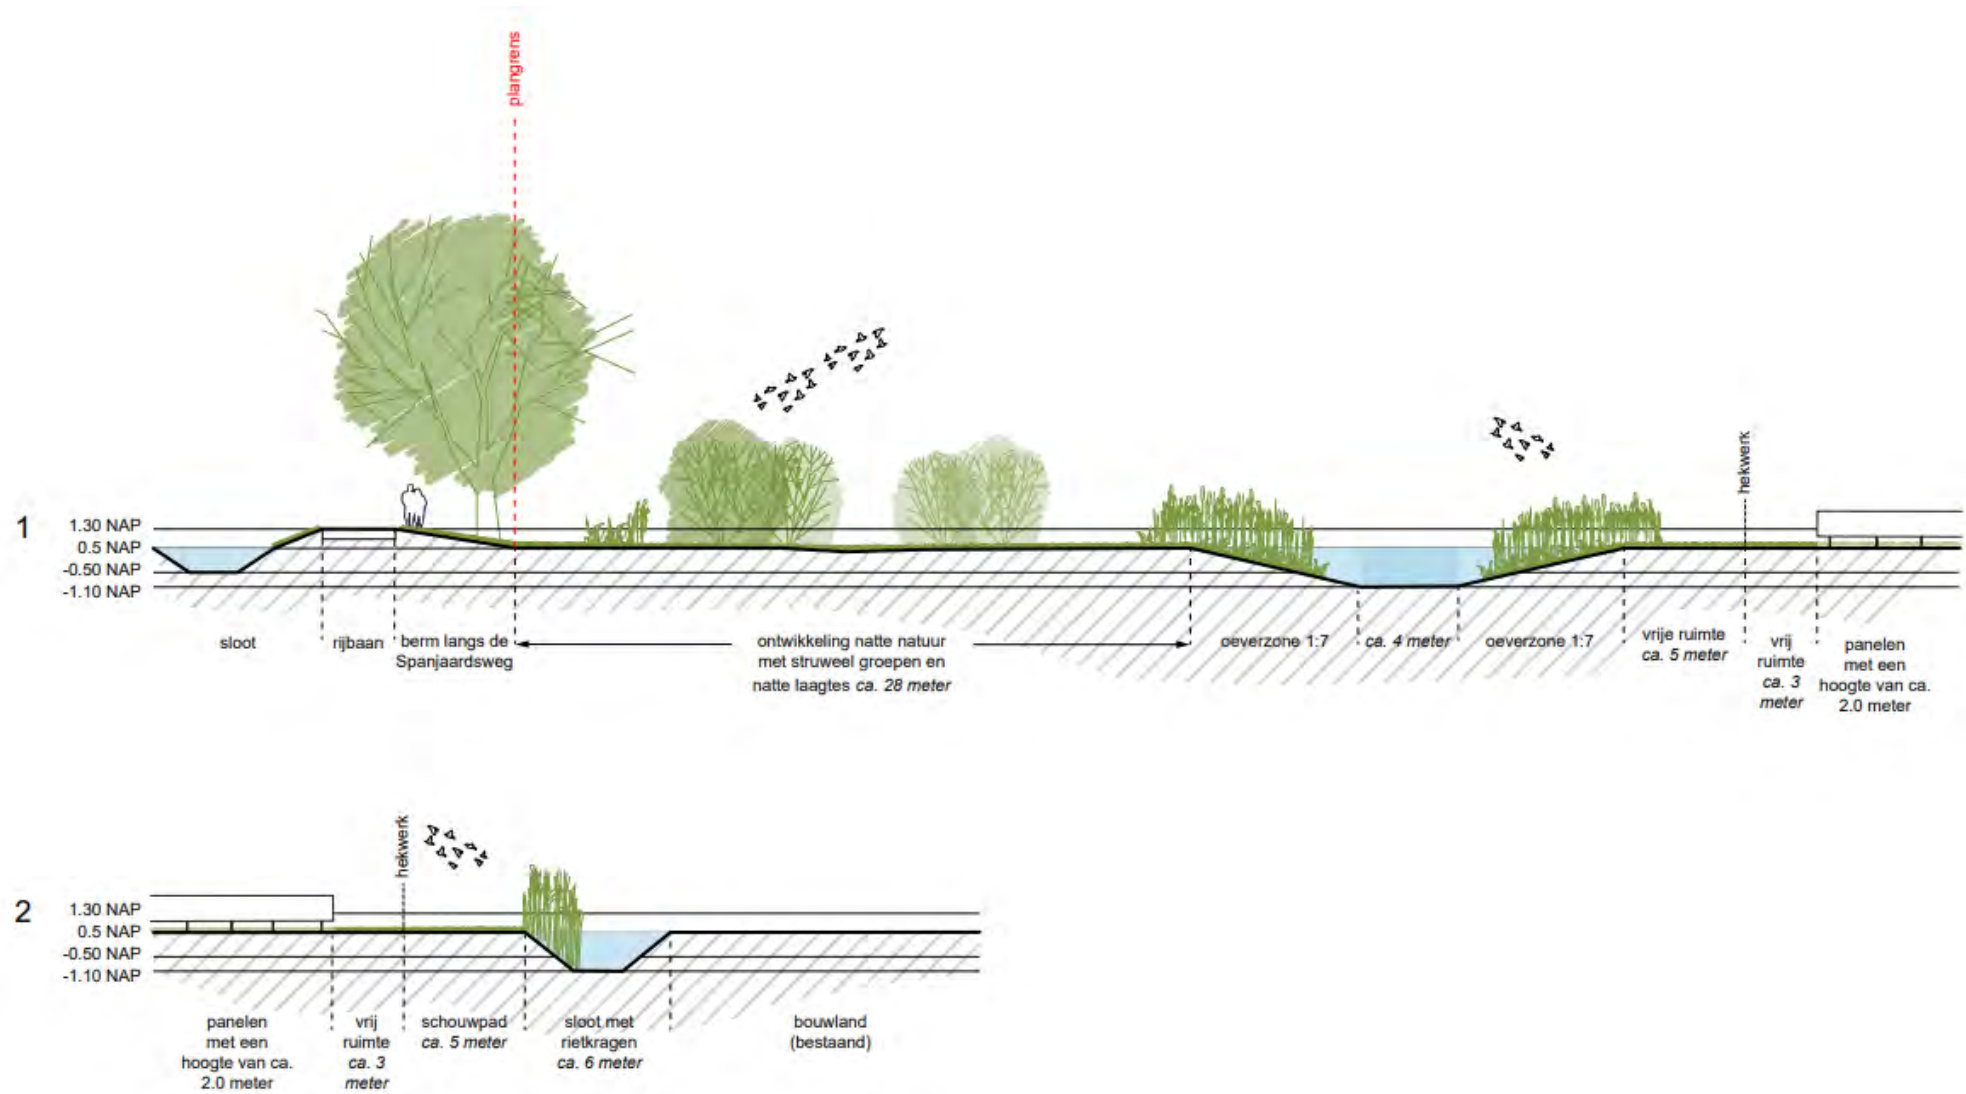 plangrens
hekwerk
1
1.30 NAP
0.5 NAP
-0.50 NAP
-1.10 NAP
sloot
rijbaan
berm langs de
Spanjaardsweg
ontwikkeling natte natuur
met struweel groepen en
natte laagtes ca. 28 meter
oeverzone 1:7
ca. 4 meter
oeverzone 1:7
vrije ruimte
ca. 5 meter
vrij
ruimte
ca. 3
meter
panelen
met een
hoogte van ca.
2.0 meter
hekwerk
2
1.30 NAP
0.5 NAP
-0.50 NAP
-1.10 NAP
panelen
met een
hoogte van ca.
2.0 meter
vrij
ruimte
ca. 3
meter
schouwpad
ca. 5 meter
sloot met
rietkragen
ca. 6 meter
bouwland
(bestaand)